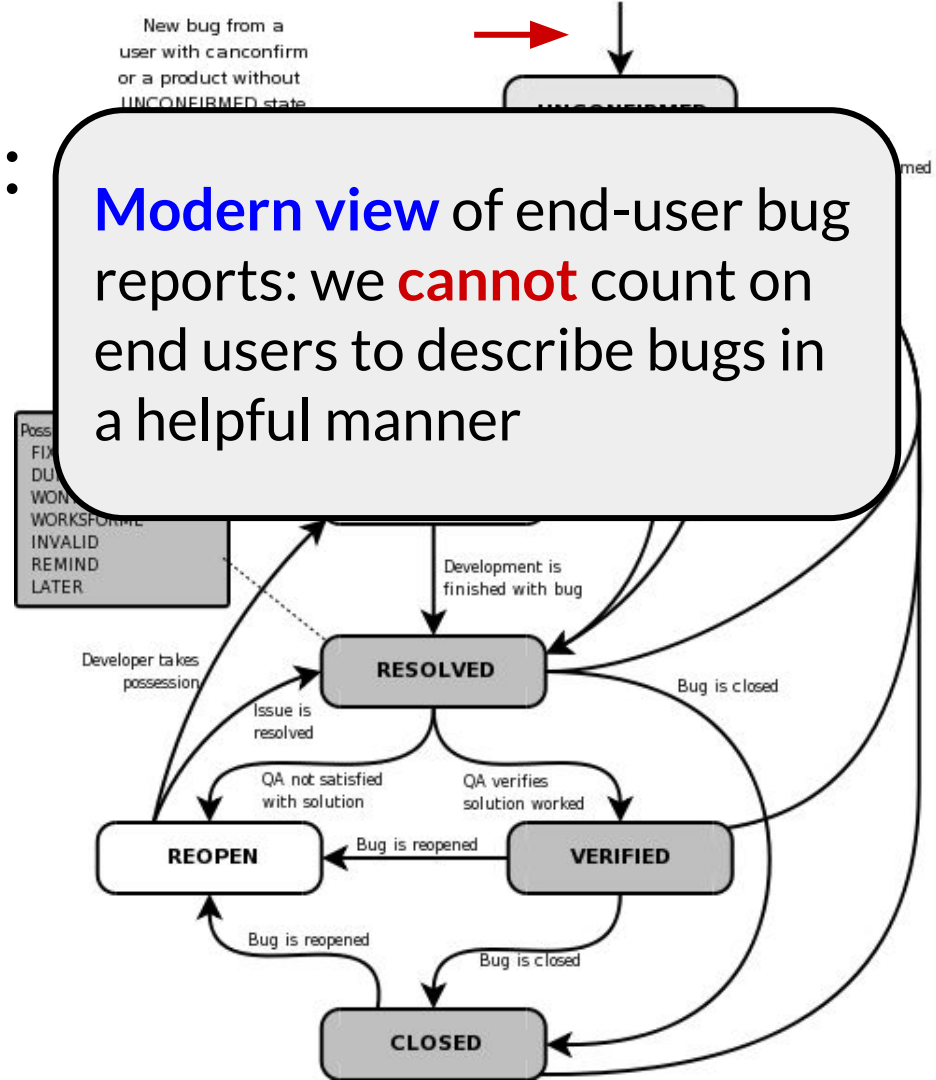 New bug from a
user with canconfirm
or a product without
UNCONFIRMED state
UNCONFIRMED
:
Modern view of end-user bug
reports: we cannot count on
end users to describe bugs in
a helpful manner
WORKSFORME
INVALID
REMIND
LATER
Development is
finished with bug
RESOLVED
Developer takes
possession
Bug is closed
Issue is
resolved
QA not satisfied
with solution
QA verifies
solution worked
REOPEN
Bug is reopened
VERIFIED
Bug is reopened
Bug is closed
CLOSED